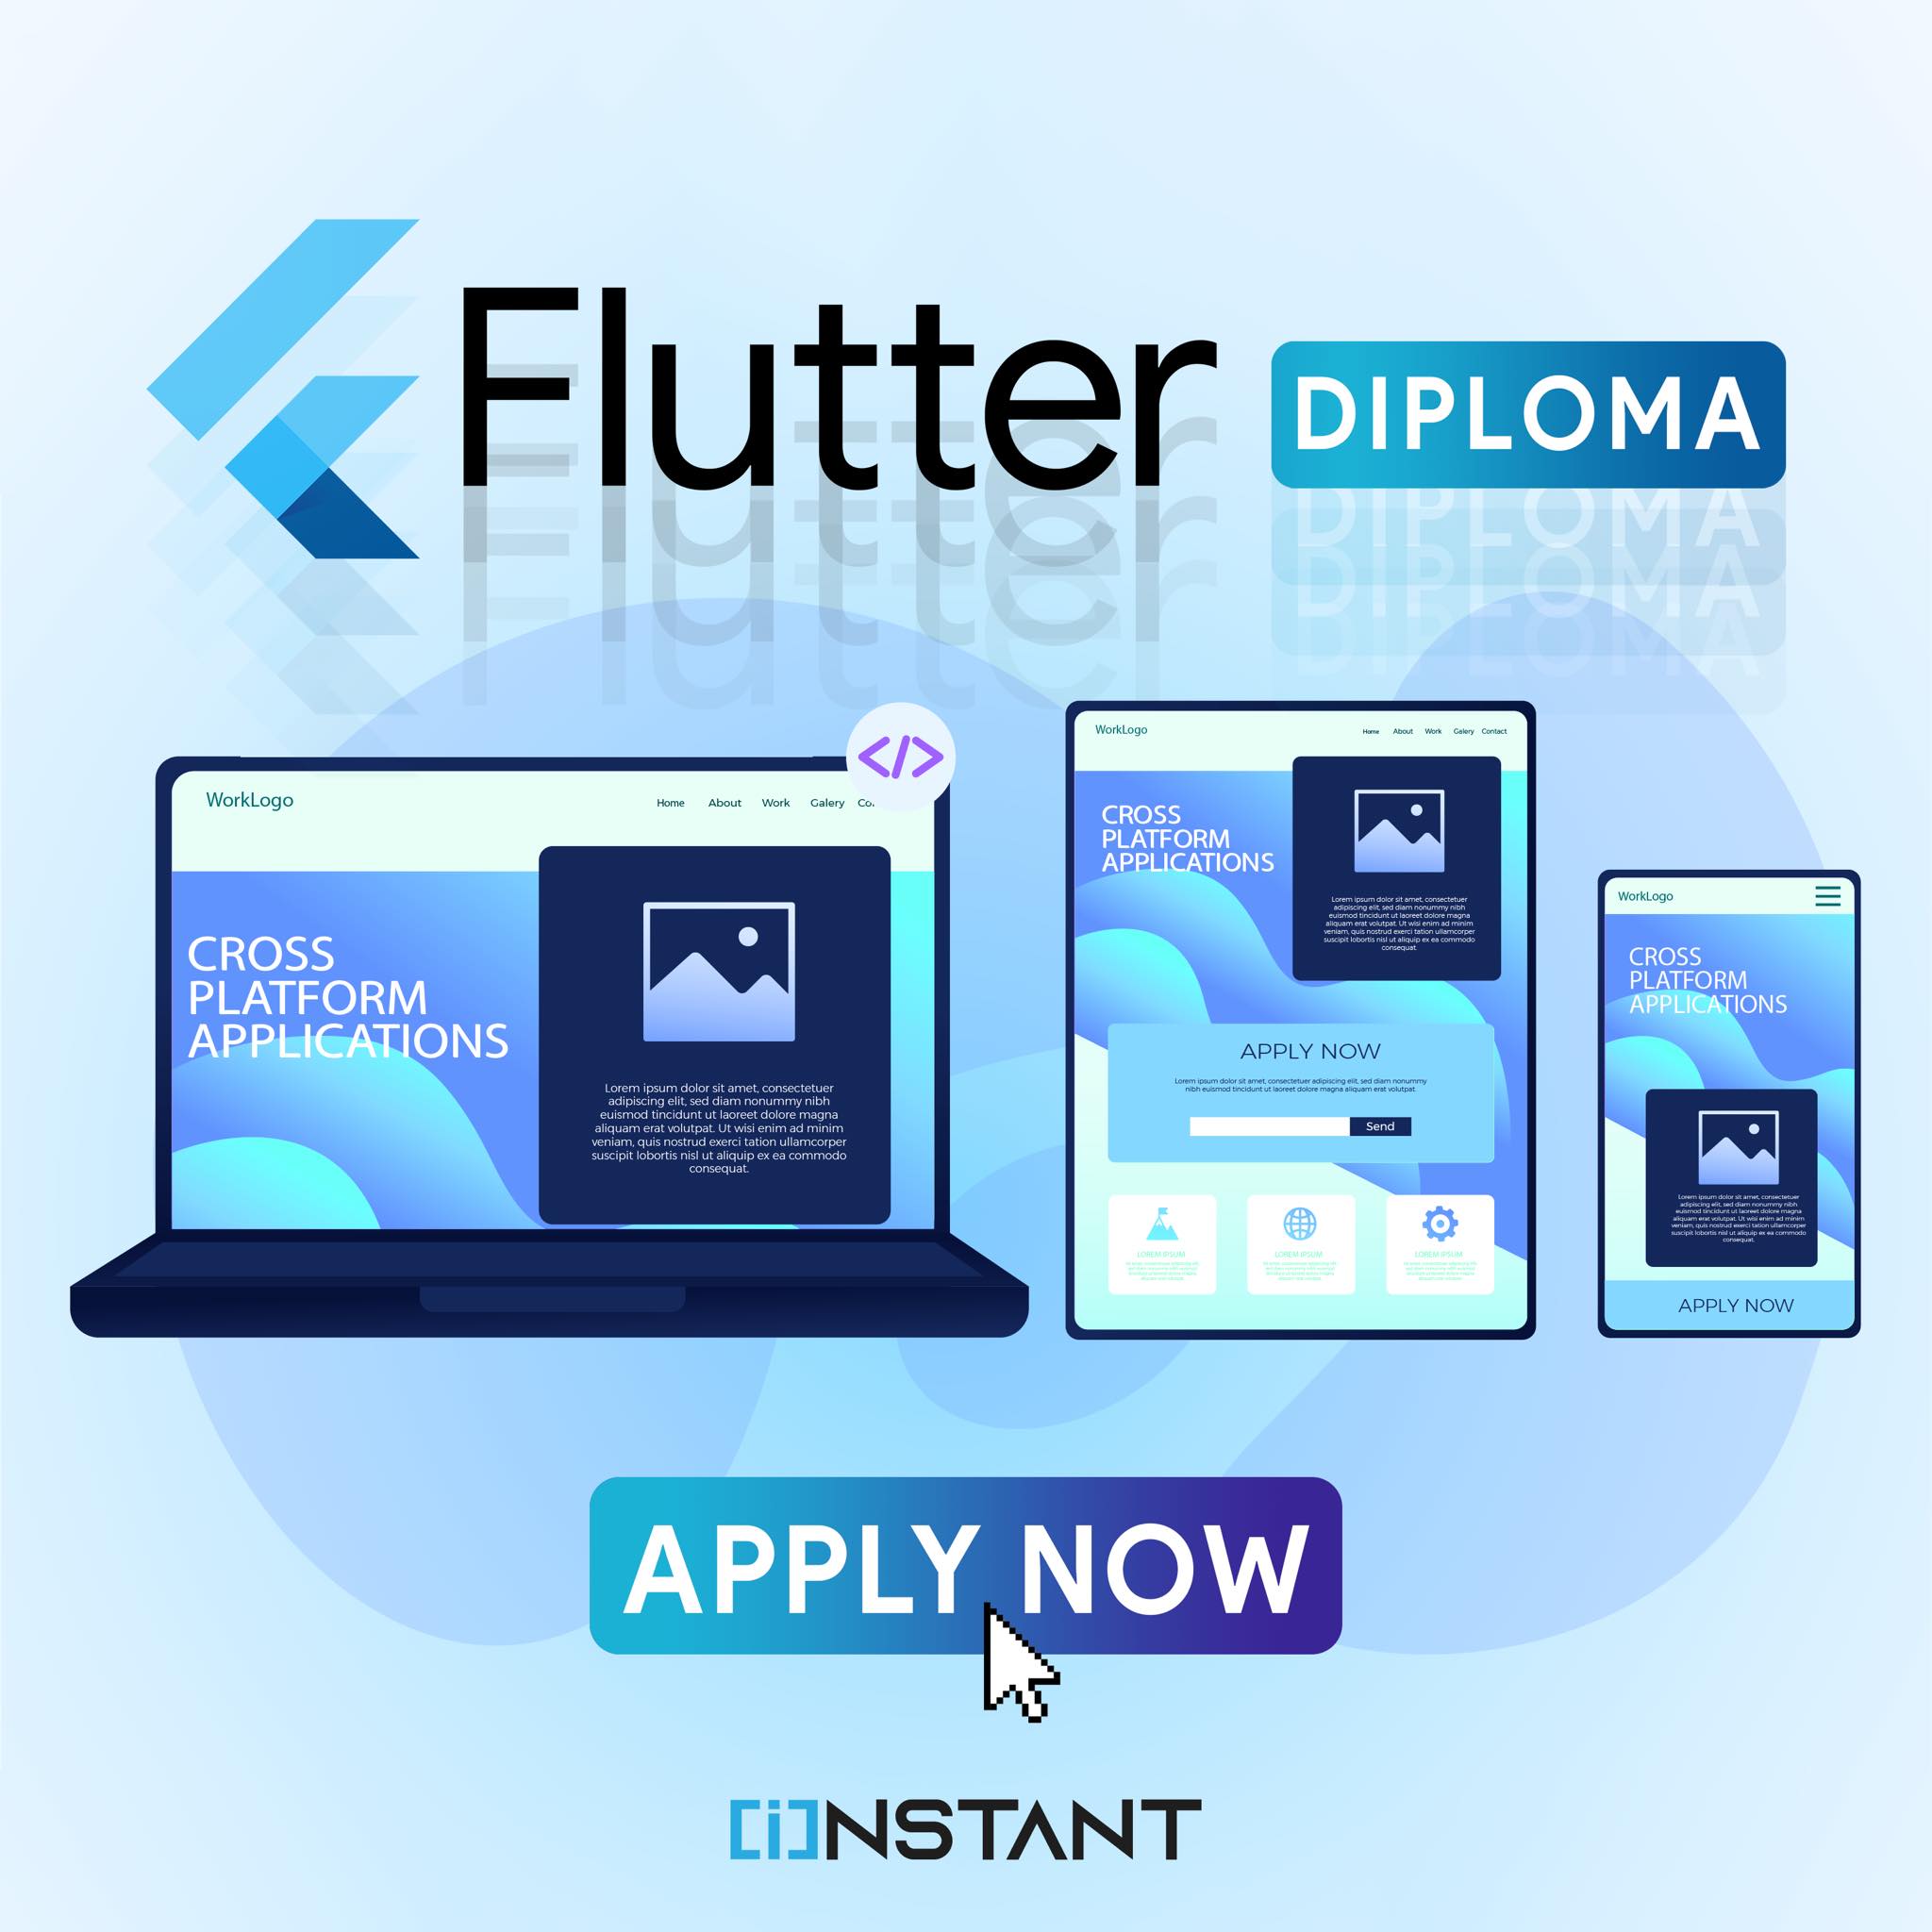 Flutter
DIPLOMA
WorkLogo
Home About Work Galery
CROSS
PLATFORM
APPLICATIONS
Lorem ipsum dolor sit amet, consectetuer
adipiscing elit, sed diam nonummy nibh
euismod tincidunt ut laoreet dolore magna
aliquam erat volutpat. Ut wisi enim ad minim
veniam, quis nostrud exerci tation ullamcorper
suscipit lobortis nisl ut aliquip ex ea commodo
consequat.
WorkLogo
Home About Work Galery Contact
CROSS
PLATFORM
APPLICATIONS
Lorem ipsum dolor sit amet, consectetuer
adipiscing elit, sed diam nonummy nibh
euismod tincidunt ut laoreet dolore magna
aliquam erat volutpat. Ut wisi enim ad minim
veniam, quis nostrud exerci tation ullamcorper
suscipit lobortis nisl ut aliquip ex ea commodo
consequat.
APPLY NOW
Lorem ipsum dolor sit amet, consectetuer adipiscing elit, sed diam nonummy
nibh euismod tincidunt ut laoreet dolore magna aliquam erat volutpat.
Send
LOREM IPSUM
LOREM IPSUM
LOREM IPSUM
WorkLogo
CROSS
PLATFORM
APPLICATIONS
Lorem ipsum dolor sit amet, consectetuer
adipiscing elit, sed diam nonummy nibh
euismod tincidunt ut laoreet dolore magna
aliquam erat volutpat. Ut wisi enim ad minim
veniam, quis nostrud exerci tation ullamcorper
suscipit lobortis nisl ut aliquip ex ea commodo
consequat.
APPLY NOW
APPLY NOW
[i]NSTANT